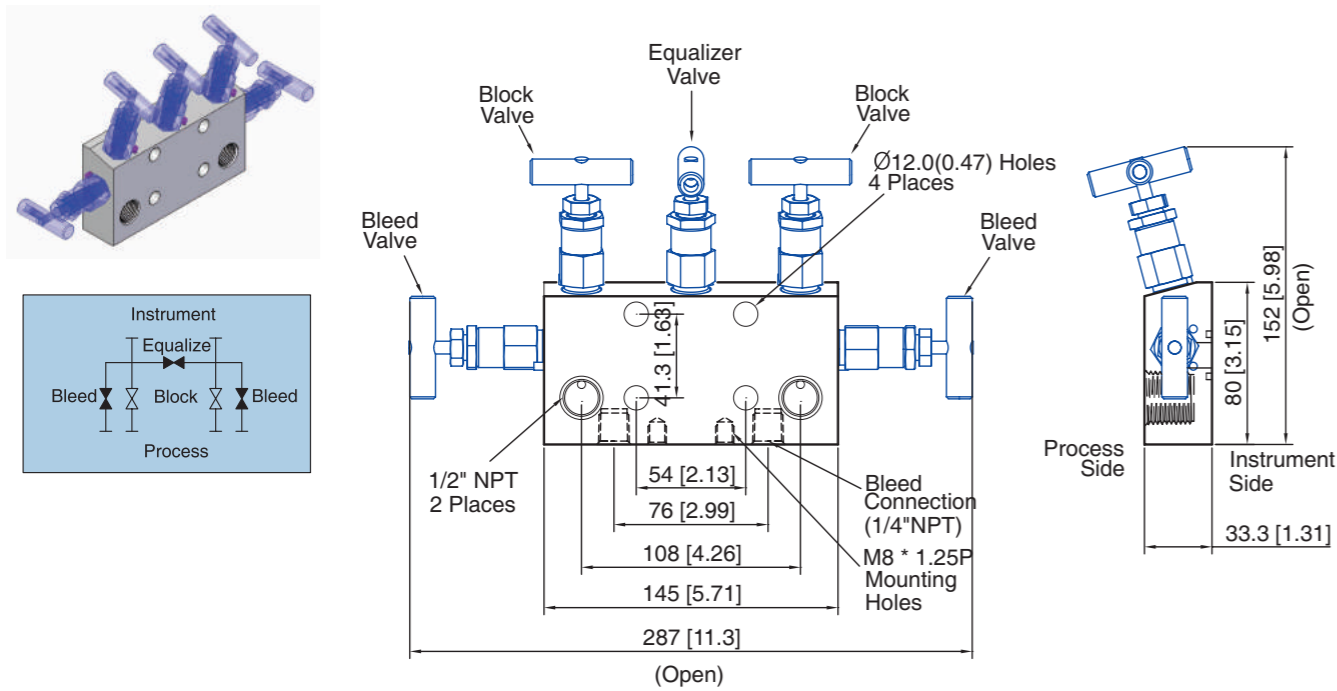 Equalizer
Valve
Block
Valve
Block
Valve
Ø12.0(0.47) Holes
4 Places
Bleed
Valve
Bleed
Valve
Instrument
Equalize
Bleed
Block
Bleed
Process
41.3 [1.63]
1/2" NPT
2 Places
54 [2.13]
76 [2.99]
108 [4.26]
145 [5.71]
287 [11.3]
(Open)
Bleed
Connection
(1/4"NPT)
M8 * 1.25P
Mounting
Holes
Process
Side
Instrument
Side
80 [3.15]
152 [5.98]
(Open)
33.3 [1.31]